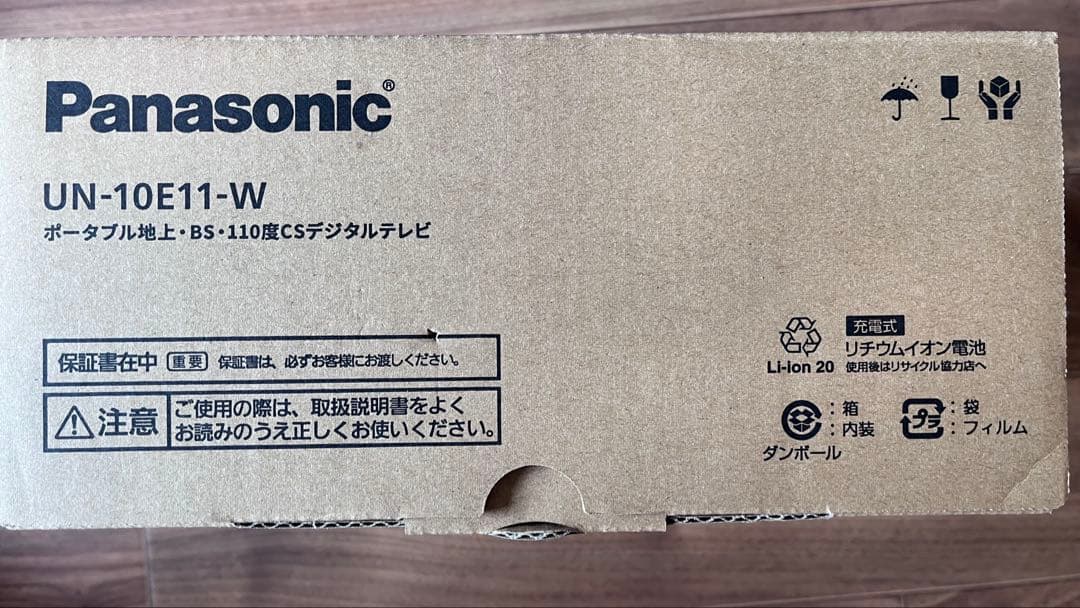 Panasonic®
UN-10E11-W
ポータブル地上・BS・110度CSデジタルテレビ
保証書在中 重要 保証書は、必ずお客様にお渡しください。
注意
ご使用の際は、取扱説明書をよく
お読みのうえ正しくお使いください。
充電式
リチウムイオン電池
Li-ion 20 使用後はリサイクル協力店へ
：箱
：内装
ダンボール
プラ
：袋
：フィルム